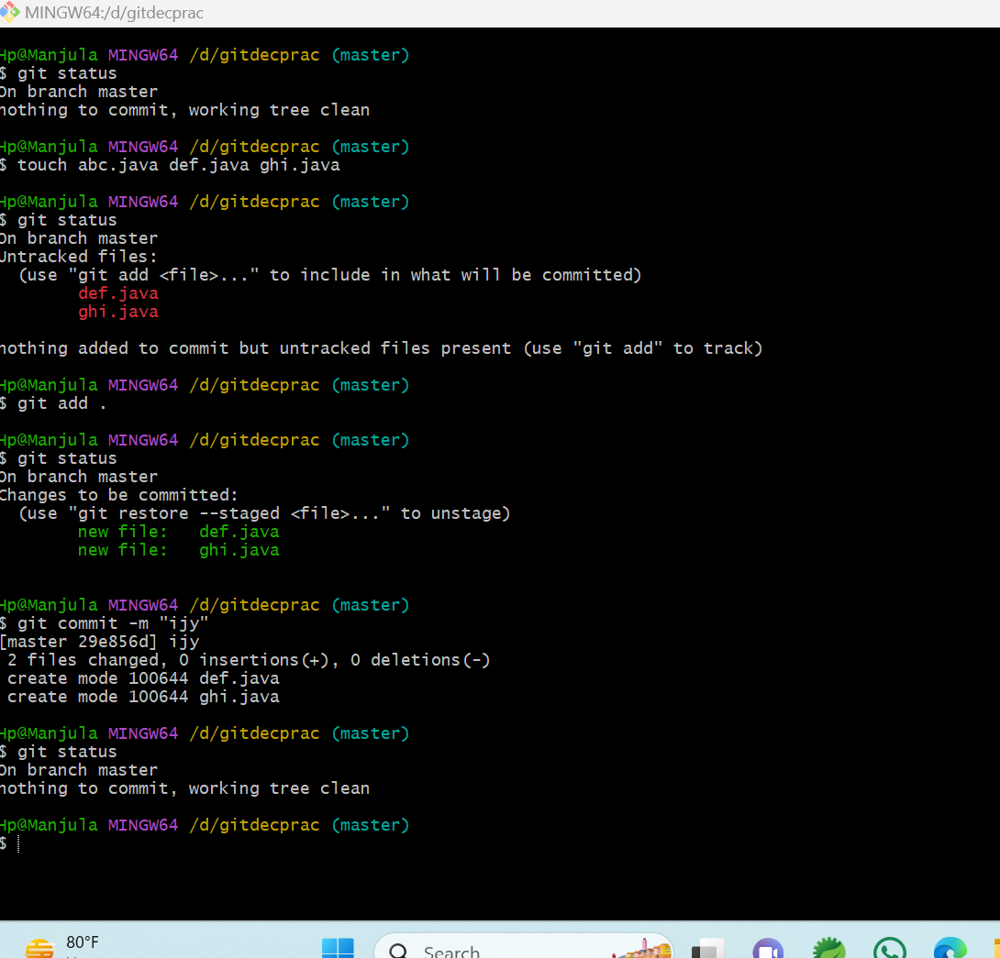 MINGW64:/d/gitdecprac
Hp@Manjula MINGW64 /d/gitdecprac (master)
$ git status
On branch master
nothing to commit, working tree clean
Hp@Manjula MINGW64 /d/gitdecprac (master)
$ touch abc.java def.java ghi.java
Hp@Manjula MINGW64 /d/gitdecprac (master)
$ git status
On branch master
Untracked files:
(use "git add <file>..." to include in what will be committed)
def.java
ghi.java
nothing added to commit but untracked files present (use "git add" to track)
Hp@Manjula MINGW64 /d/gitdecprac (master)
$ git add .
Hp@Manjula MINGW64 /d/gitdecprac (master)
$ git status
On branch master
Changes to be committed:
(use "git restore --staged <file>..." to unstage)
new file:   def.java
new file:   ghi.java
Hp@Manjula MINGW64 /d/gitdecprac (master)
$ git commit -m "ijy"
[master 29e856d] ijy
2 files changed, 0 insertions(+), 0 deletions(-)
create mode 100644 def.java
create mode 100644 ghi.java
Hp@Manjula MINGW64 /d/gitdecprac (master)
$ git status
On branch master
nothing to commit, working tree clean
Hp@Manjula MINGW64 /d/gitdecprac (master)
$
80°F
Search